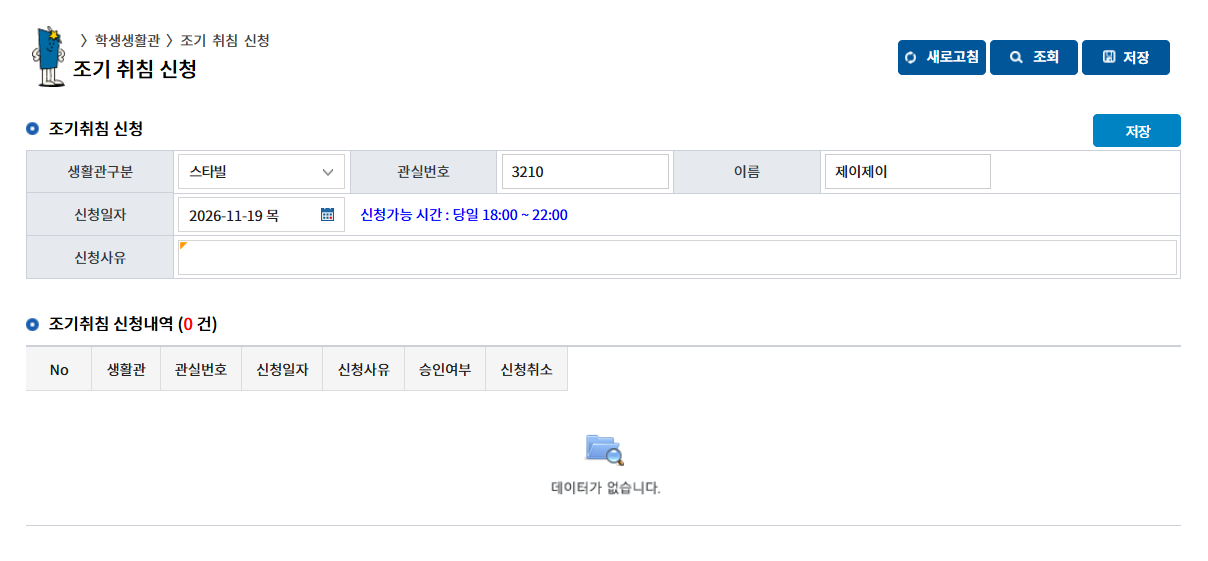 〉 학생생활관 〉 조기 취침 신청
조기 취침 신청
새로고침 조회 저장
조기취침 신청
저장
생활관구분 스타빌 관실번호 3210 이름 제이제이
신청일자 2026-11-19 목 신청가능 시간 : 당일 18:00 ~ 22:00
신청사유
조기취침 신청내역 (0 건)
No 생활관 관실번호 신청일자 신청사유 승인여부 신청취소
데이터가 없습니다.